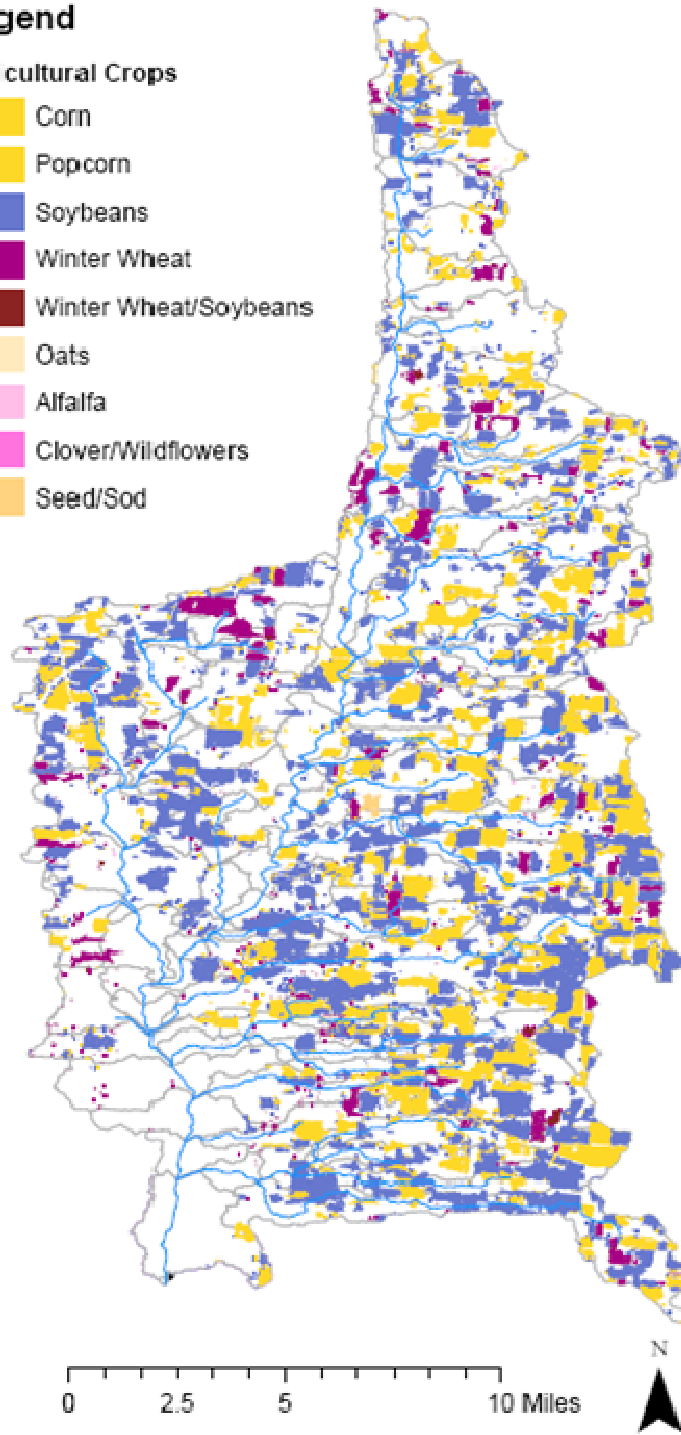 gend
cultural Crops
Corn
Popcorn
Soybeans
Winter Wheat
Winter Wheat/Soybeans
Oats
Alfalfa
Clover/Wildflowers
Seed/Sod
N
0 2.5 5 10 Miles